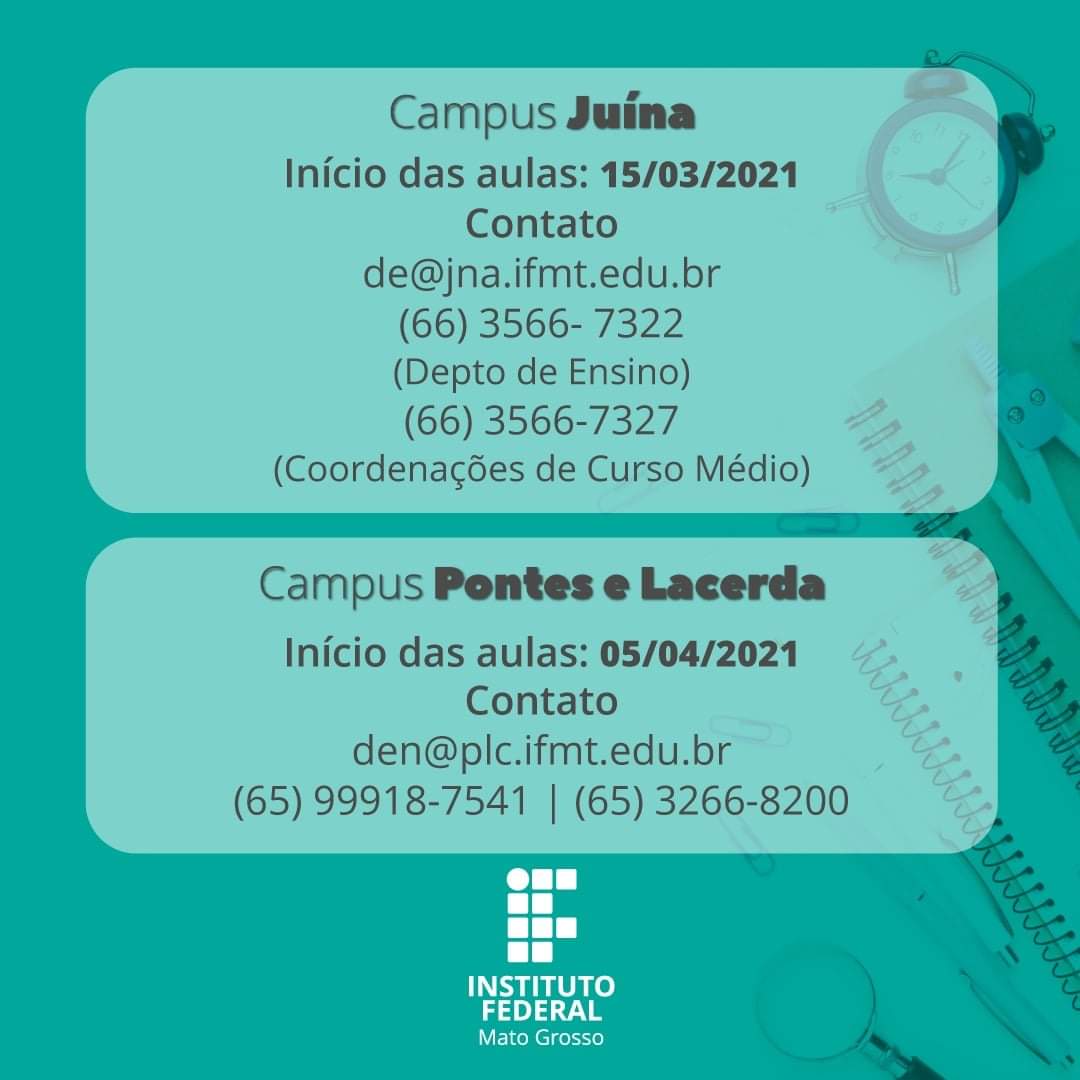 Campus Juína
Início das aulas: 15/03/2021
Contato
de@jna.ifmt.edu.br
(66) 3566- 7322
(Depto de Ensino)
(66) 3566-7327
(Coordenações de Curso Médio)
Campus Pontes e Lacerda
Início das aulas: 05/04/2021
Contato
den@plc.ifmt.edu.br
(65) 99918-7541 | (65) 3266-8200
INSTITUTO
FEDERAL
Mato Grosso